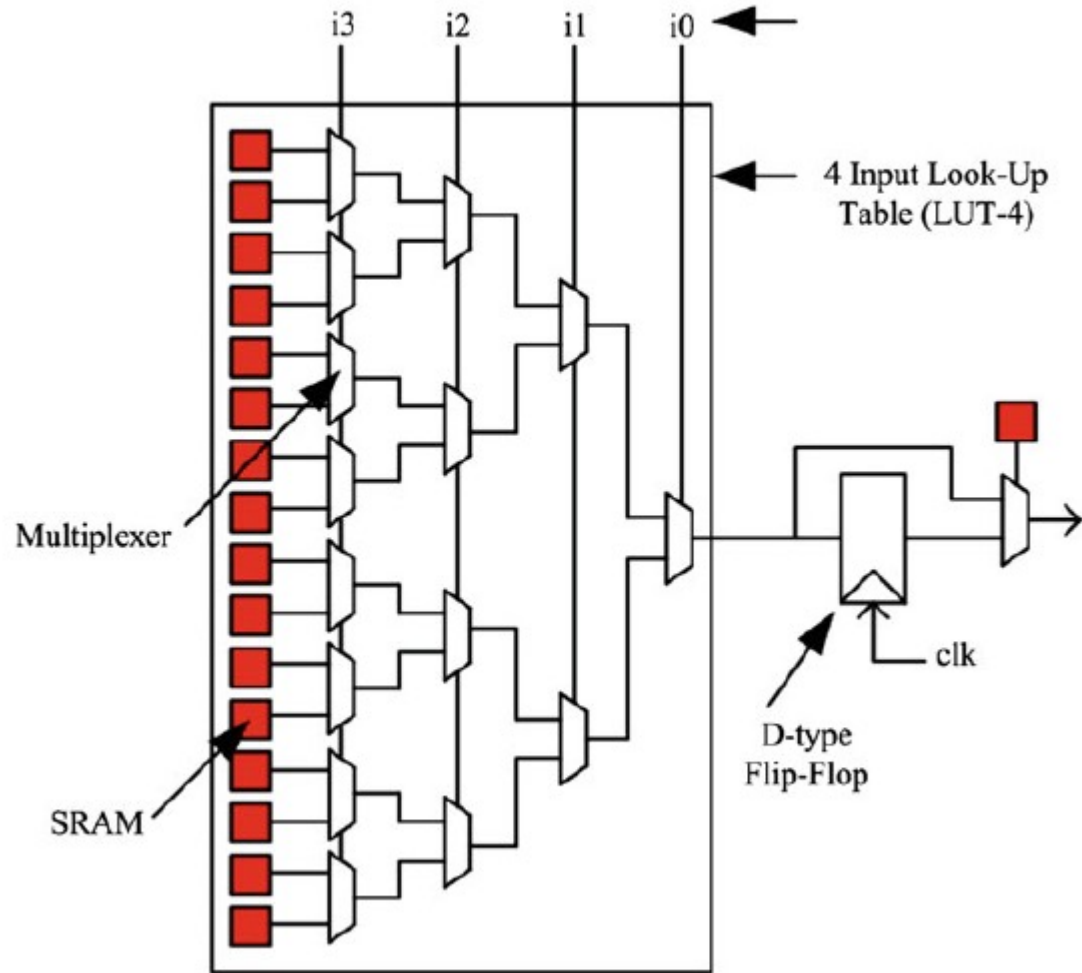 i3 i2 i1 i0
4 Input Look-Up
Table (LUT-4)
Multiplexer
clk
D-type
Flip-Flop
SRAM